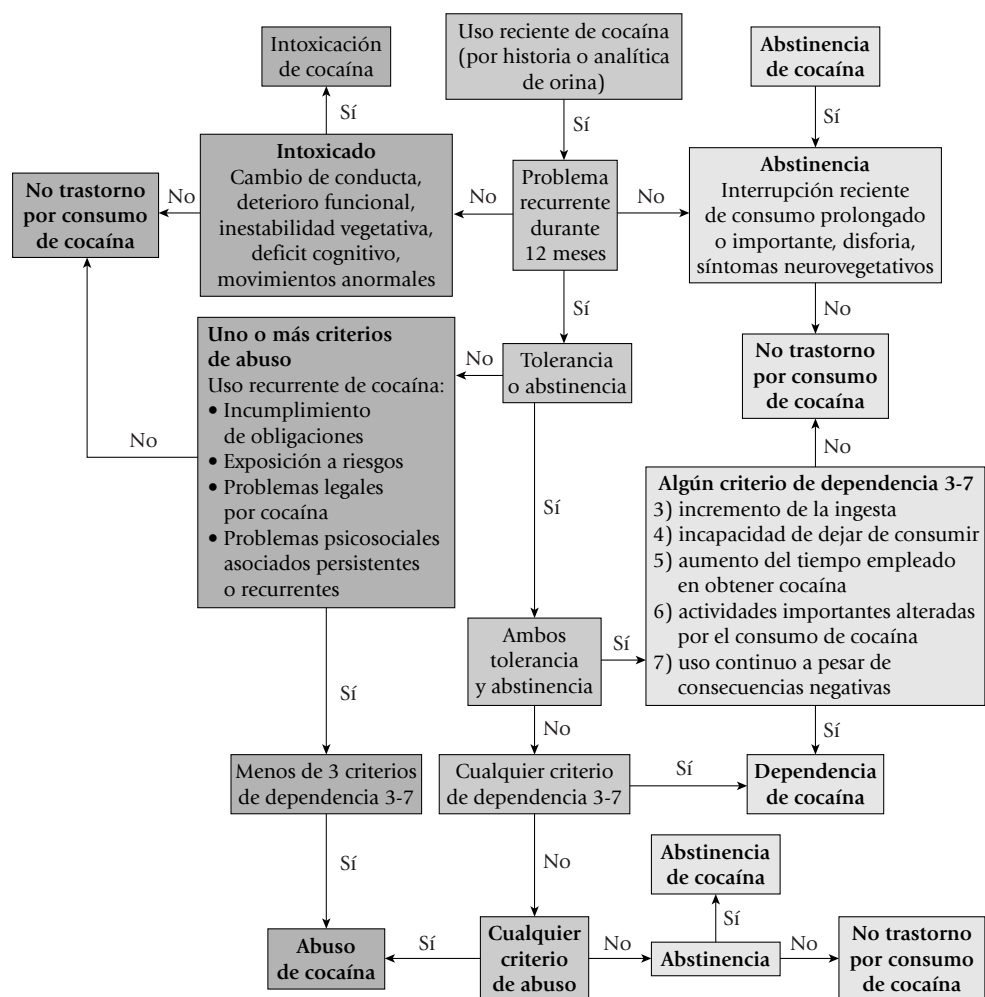 Intoxicación
de cocaína
Uso reciente de cocaína
(por historia o analítica
de orina)
Abstinencia
de cocaína
Sí
Sí
Sí
No trastorno
por consumo
de cocaína
No
Intoxicado
Cambio de conducta,
deterioro funcional,
inestabilidad vegetativa,
deficit cognitivo,
movimientos anormales
No
Problema
recurrente
durante
12 meses
No
Abstinencia
Interrupción reciente
de consumo prolongado
o importante, disforia,
síntomas neurovegetativos
Sí
No
Uno o más criterios
de abuso
Uso recurrente de cocaína:
• Incumplimiento
de obligaciones
• Exposición a riesgos
• Problemas legales
por cocaína
• Problemas psicosociales
asociados persistentes
o recurrentes
No
Tolerancia
o abstinencia
No trastorno
por consumo
de cocaína
No
No
Sí
Algún criterio de dependencia 3-7
3) incremento de la ingesta
4) incapacidad de dejar de consumir
5) aumento del tiempo empleado
en obtener cocaína
6) actividades importantes alteradas
por el consumo de cocaína
7) uso continuo a pesar de
consecuencias negativas
Ambos
tolerancia
y abstinencia
Sí
Sí
No
Sí
Menos de 3 criterios
de dependencia 3-7
Cualquier criterio
de dependencia 3-7
Sí
Dependencia
de cocaína
Sí
No
Abstinencia
de cocaína
Sí
Abuso
de cocaína
Sí
Cualquier
criterio
de abuso
No
Abstinencia
No
No trastorno
por consumo
de cocaína